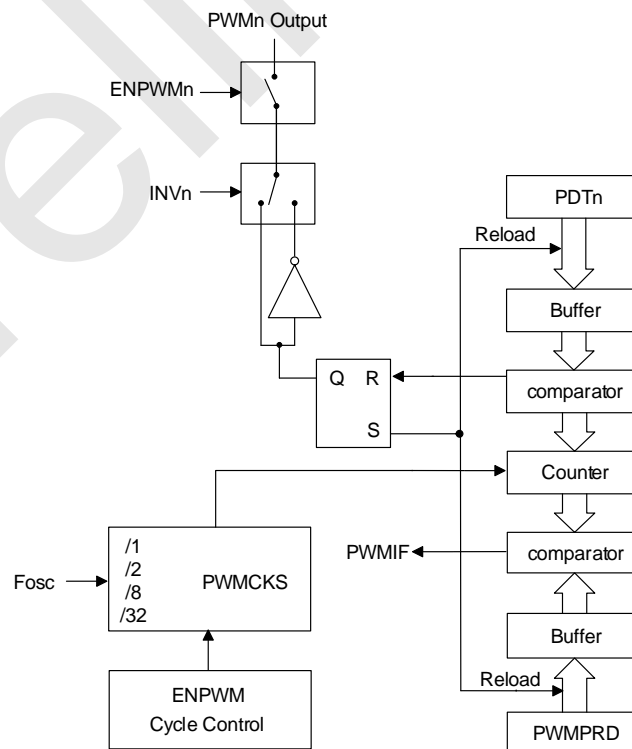 PWMn Output
ENPWMn
INVn
PDTn
Reload
Buffer
Q R
S
comparator
Counter
/1
/2
/8
/32
PWMCKS
Fosc
PWMIF
comparator
Buffer
ENPWM
Cycle Control
Reload
PWMPRD